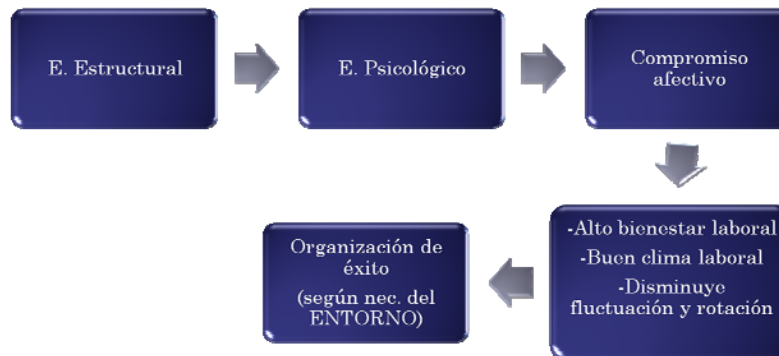 E. Estructural
E. Psicológico
Compromiso
afectivo
-Alto bienestar laboral
-Buen clima laboral
-Disminuye
fluctuación y rotación
Organización de
éxito
(según nec. del
ENTORNO)